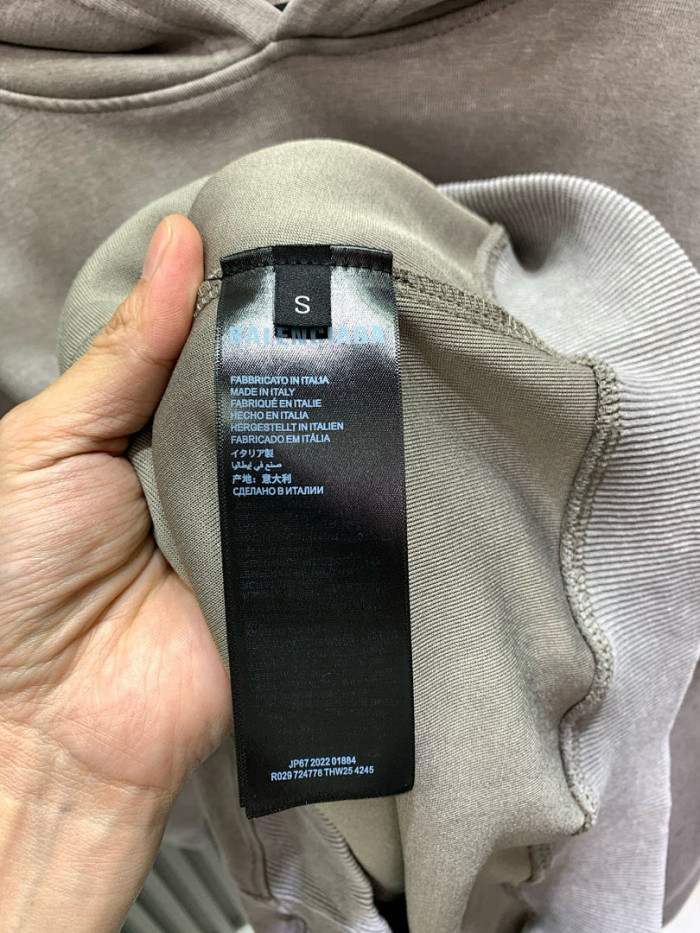 S
BALENCIAGA
FABBRICATO IN ITALIA
MADE IN ITALY
FABRIQUÉ EN ITALIE
HECHO EN ITALIA
HERGESTELLT IN ITALIEN
FABRICADO EM ITÁLIA
イタリア製
صنع في إيطاليا
产地：意大利
СДЕЛАНО В ИТАЛИИ
JP67 2022 01884
R029 724776 THW25 4245